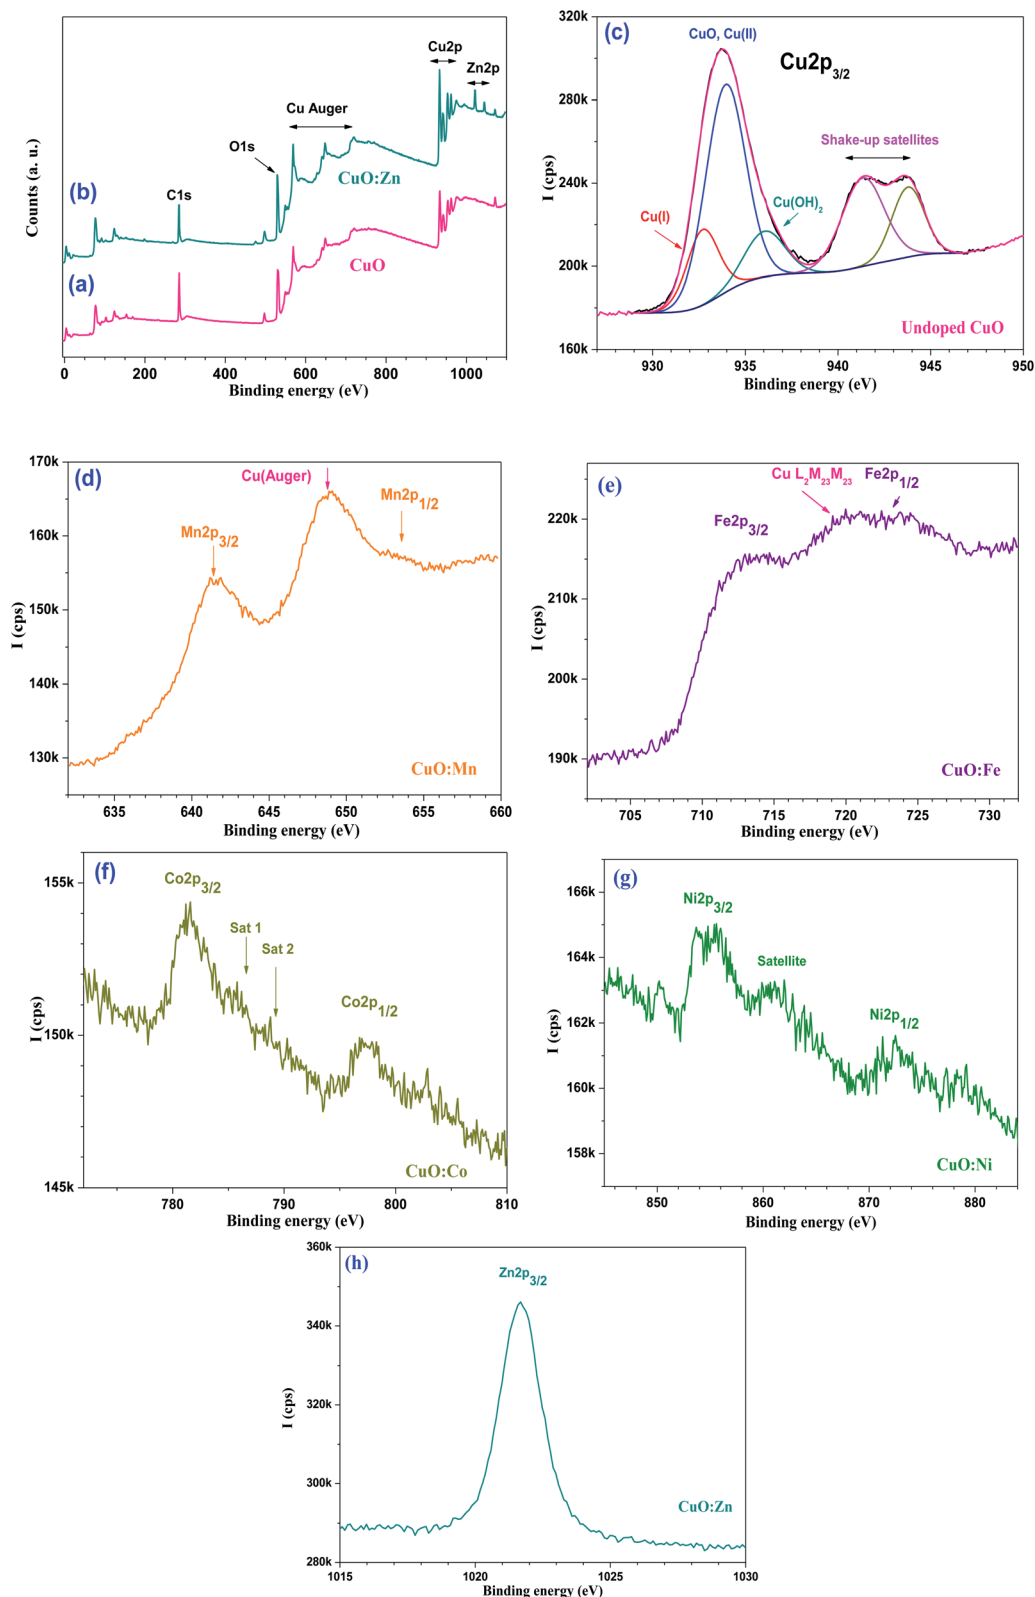 (b)
(a)
C1s
O1s
Cu Auger
Cu2p
Zn2p
CuO:Zn
CuO
Counts (a. u.)
0 200 400 600 800 1000
Binding energy (eV)
(c)
CuO, Cu(II)
Cu2p3/2
Shake-up satellites
Cu(I)
Cu(OH)2
Undoped CuO
I (cps)
320k
280k
240k
200k
160k
930 935 940 945 950
Binding energy (eV)
(d)
Cu(Auger)
Mn2p1/2
Mn2p3/2
CuO:Mn
I (cps)
170k
160k
150k
140k
130k
635 640 645 650 655 660
Binding energy (eV)
(e)
Cu L2M23M23
Fe2p1/2
Fe2p3/2
CuO:Fe
I (cps)
220k
210k
200k
190k
705 710 715 720 725 730
Binding energy (eV)
(f)
Co2p3/2
Sat 1
Sat 2
Co2p1/2
CuO:Co
I (cps)
155k
150k
145k
780 790 800 810
Binding energy (eV)
(g)
Ni2p3/2
Satellite
Ni2p1/2
CuO:Ni
I (cps)
166k
164k
162k
160k
158k
850 860 870 880
Binding energy (eV)
(h)
Zn2p3/2
CuO:Zn
I (cps)
360k
340k
320k
300k
280k
1015 1020 1025 1030
Binding energy (eV)